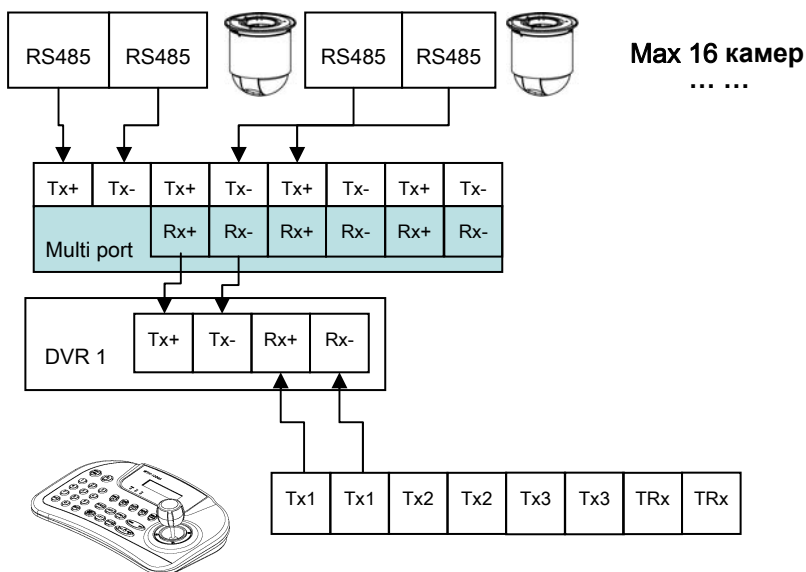 RS485 RS485 RS485 RS485 Max 16 камер
... ...
Tx+ Tx- Tx+ Tx- Tx+ Tx- Tx+ Tx-
Multi port Rx+ Rx- Rx+ Rx- Rx+ Rx-
DVR 1 Tx+ Tx- Rx+ Rx-
Tx1 Tx1 Tx2 Tx2 Tx3 Tx3 TRx TRx